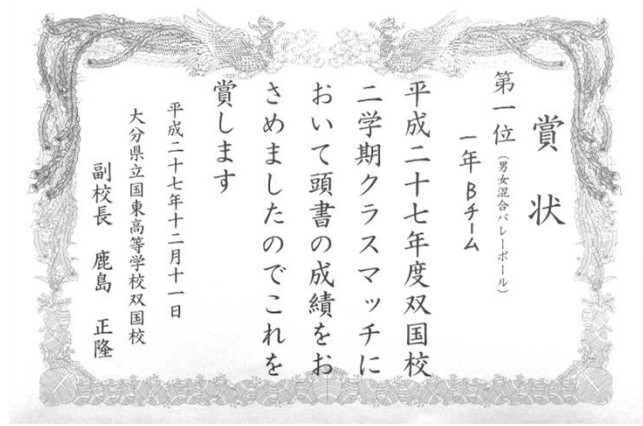 賞状
第一位(男女混合バレーボール)
一年Bチーム
平成二十七年度双国校
二学期クラスマッチに
おいて頭書の成績をお
さめましたのでこれを
賞します
平成二十七年十二月十一日
大分県立国東高等学校双国校
副校長 鹿島 正隆